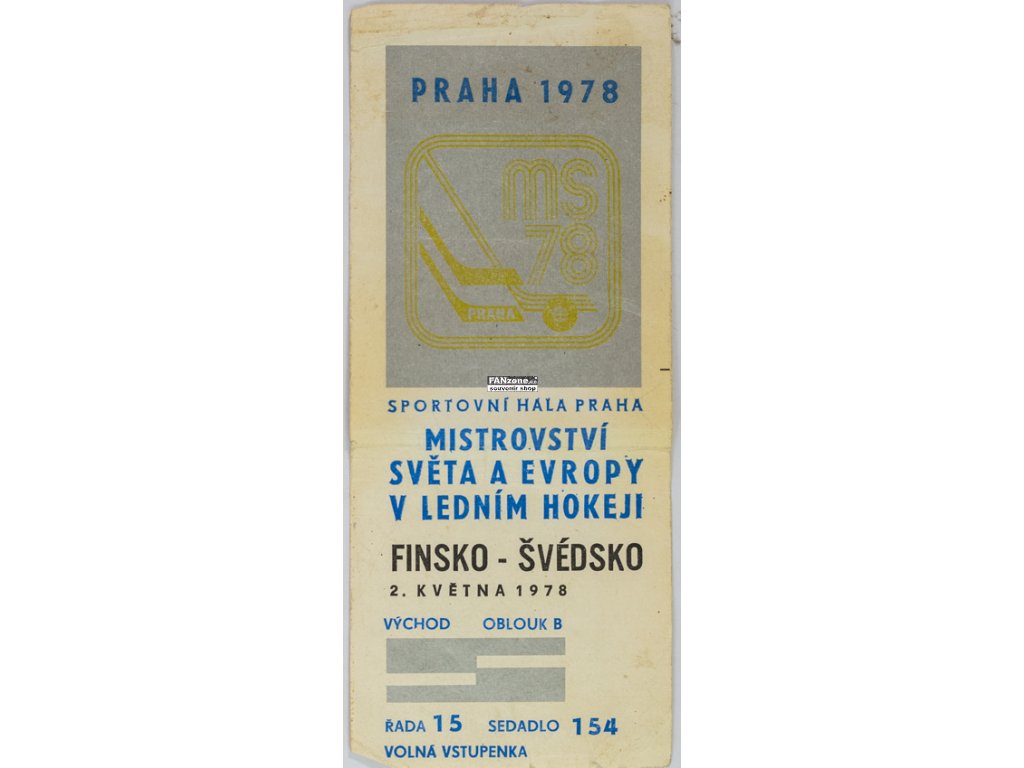 PRAHA 1978
MS
78
PRAHA
FANzone.cz
souvenir shop
SPORTOVNÍ HALA PRAHA
MISTROVSTVÍ
SVĚTA A EVROPY
V LEDNÍM HOKEJI
FINSKO - ŠVÉDSKO
2. KVĚTNA 1978
VÝCHOD OBLOUK B
ŘADA 15 SEDADLO 154
VOLNÁ VSTUPENKA